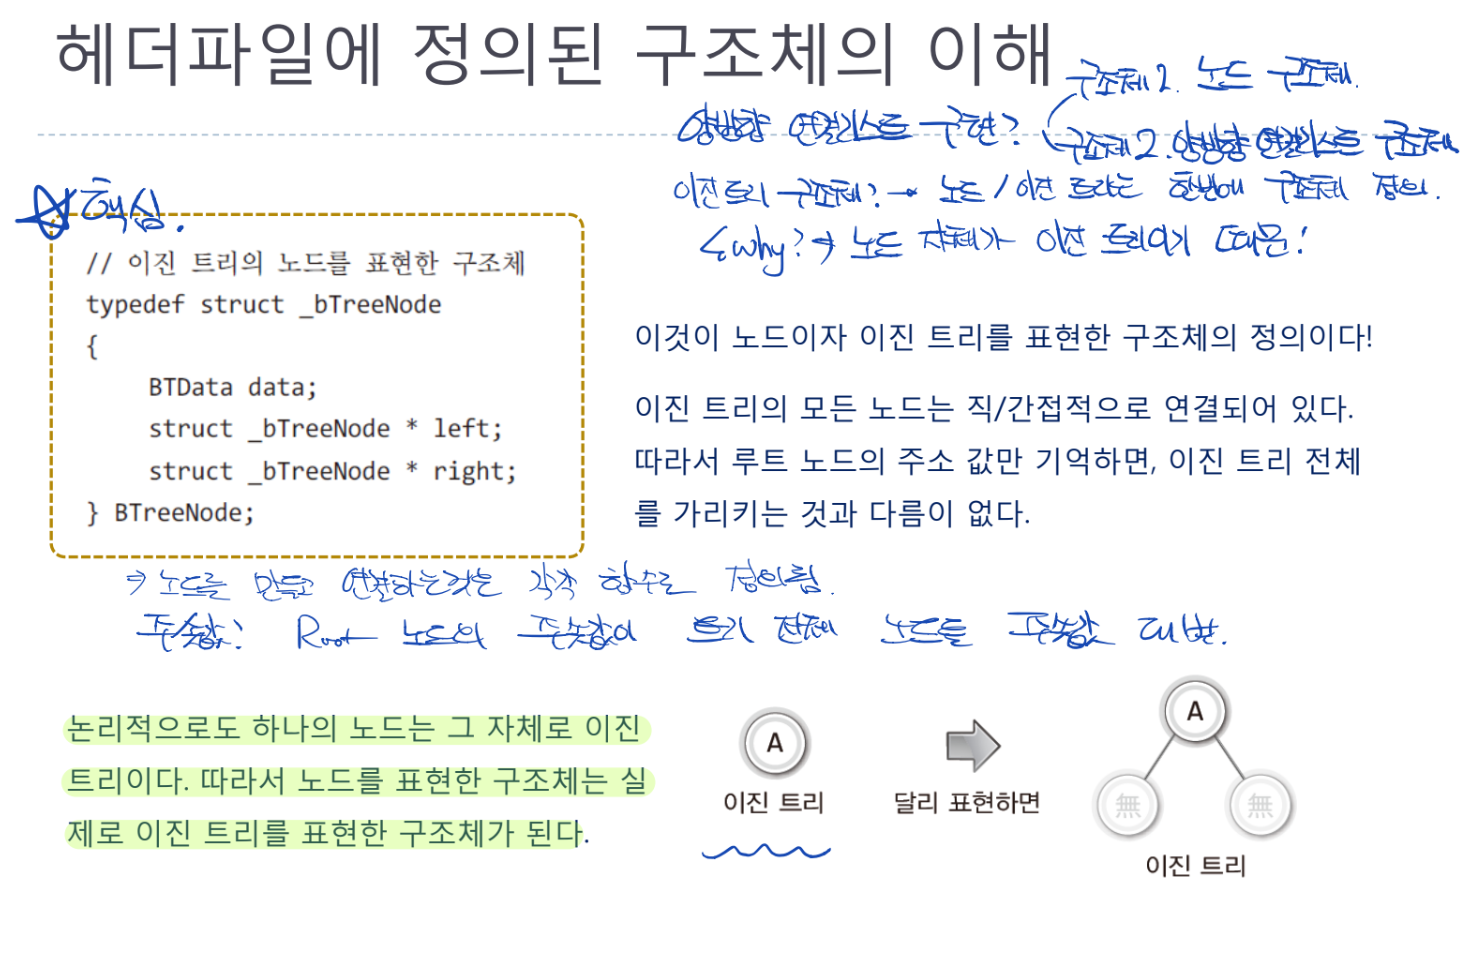 헤더파일에 정의된 구조체의 이해
구조체 2. 노드 구조체.
양방향 연결리스트 구현?
구조체 2. 양방향 연결리스트 구조체.
이진트리 구조체? → 노드 / 이진 트리는 한번에 구조체 정의.
why? → 노드 자체가 이진 트리이기 때문!
핵심.
// 이진 트리의 노드를 표현한 구조체
typedef struct _bTreeNode
{
BTData data;
struct _bTreeNode * left;
struct _bTreeNode * right;
} BTreeNode;
이것이 노드이자 이진 트리를 표현한 구조체의 정의이다!
이진 트리의 모든 노드는 직/간접적으로 연결되어 있다.
따라서 루트 노드의 주소 값만 기억하면, 이진 트리 전체
를 가리키는 것과 다름이 없다.
⇒ 노드를 만들고 연결하는것은 각각 함수로 정의됨.
주솟값? Root 노드의 주솟값이 트리 전체 노드들 주솟값 대변.
논리적으로도 하나의 노드는 그 자체로 이진
트리이다. 따라서 노드를 표현한 구조체는 실
제로 이진 트리를 표현한 구조체가 된다.
A
이진 트리
달리 표현하면
A
無 無
이진 트리